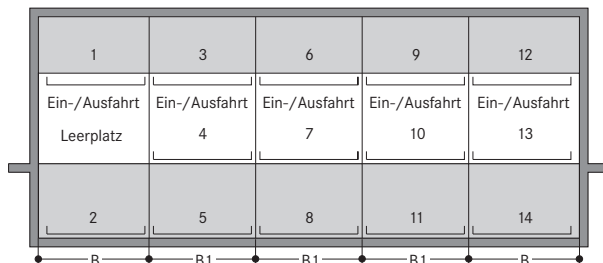 1 3 6 9 12
Ein-/Ausfahrt Ein-/Ausfahrt Ein-/Ausfahrt Ein-/Ausfahrt Ein-/Ausfahrt
Leerplatz 4 7 10 13
2 5 8 11 14
B B1 B1 B1 B